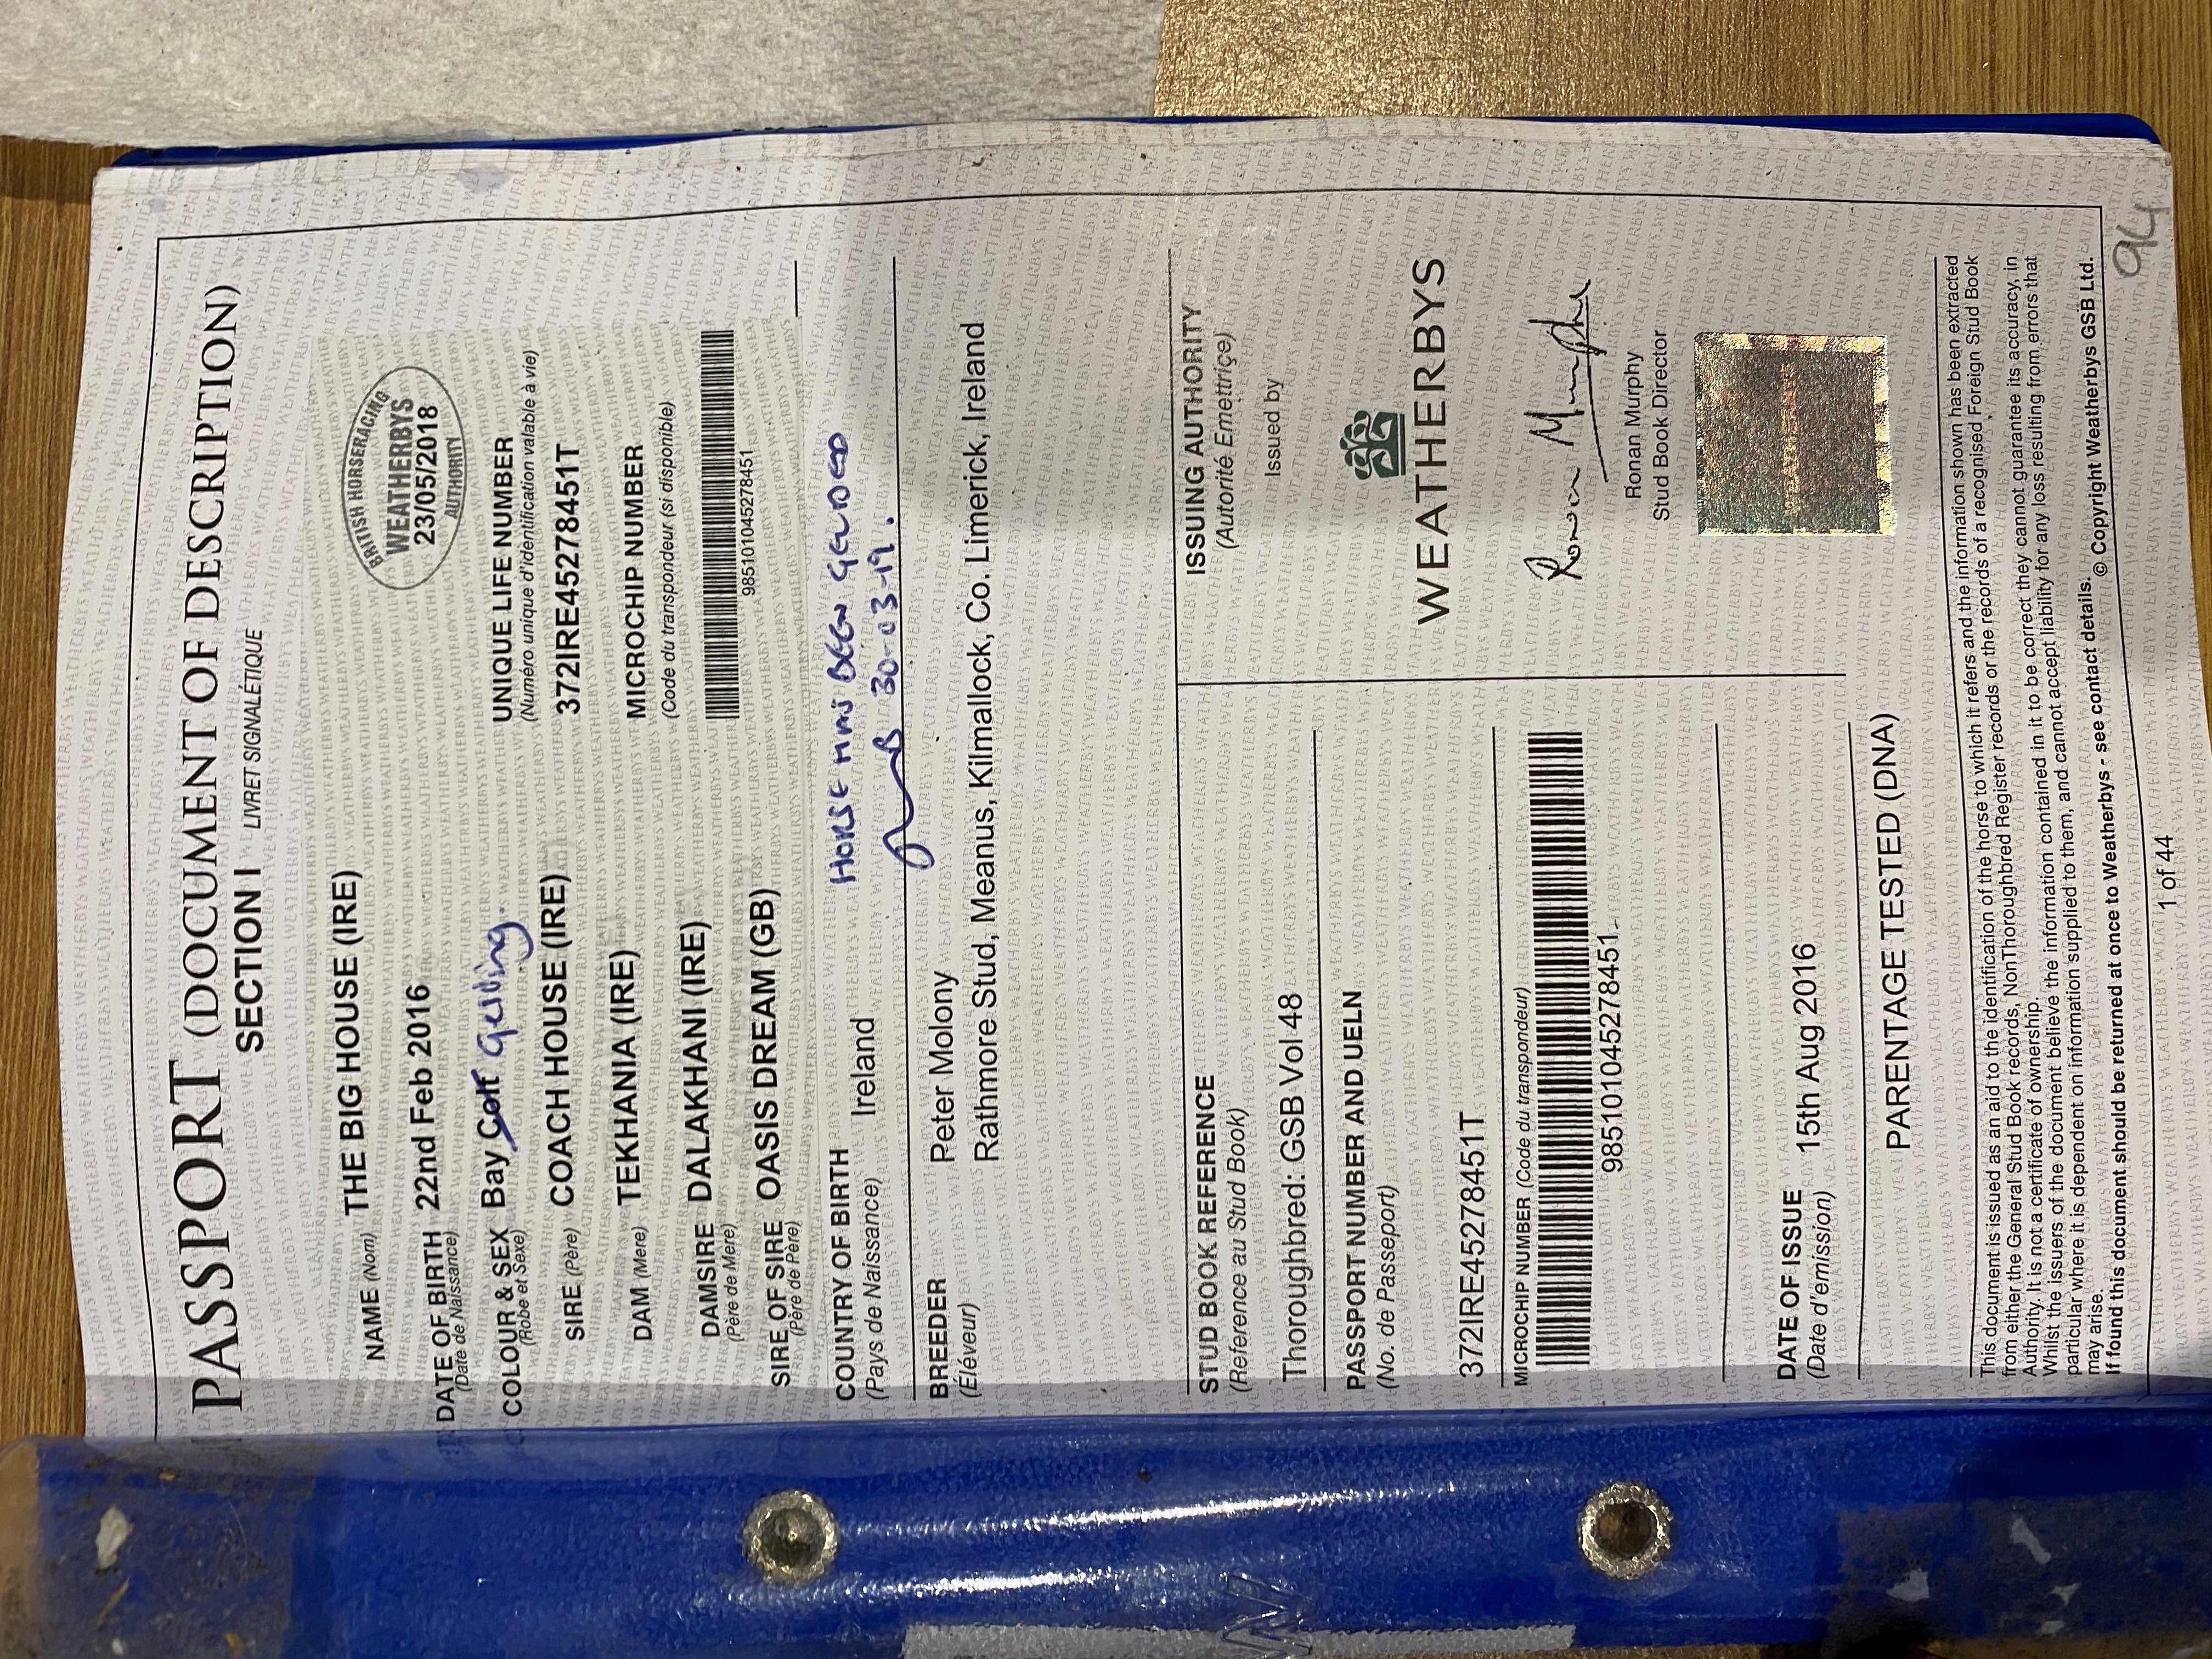 PASSPORT (DOCUMENT OF DESCRIPTION)
SECTION I LIVRET SIGNALÉTIQUE
BRITISH HORSERACING
WEATHERBYS
23/05/2018
AUTHORITY
NAME (Nom) THE BIG HOUSE (IRE)
DATE OF BIRTH 22nd Feb 2016
(Date de Naissance)
COLOUR & SEX Bay Colt Gelding.
(Robe et Sexe)
SIRE (Père) COACH HOUSE (IRE)
DAM (Mere) TEKHANIA (IRE)
DAMSIRE DALAKHANI (IRE)
(Père de Mere)
SIRE OF SIRE OASIS DREAM (GB)
(Père de Père)
UNIQUE LIFE NUMBER
(Numéro unique d'identification valable à vie)
372IRE45278451T
MICROCHIP NUMBER
(Code du transpondeur (si disponible)
985101045278451
COUNTRY OF BIRTH Ireland
(Pays de Naissance)
HORSE HAS BEEN GELDED
30-03-19.
BREEDER Peter Molony
(Éléveur) Rathmore Stud, Meanus, Kilmallock, Co. Limerick, Ireland
STUD BOOK REFERENCE
(Reference au Stud Book)
Thoroughbred: GSB Vol 48
PASSPORT NUMBER AND UELN
(No. de Passeport)
372IRE45278451T
MICROCHIP NUMBER (Code du transpondeur)
985101045278451
DATE OF ISSUE 15th Aug 2016
(Date d'émission)
ISSUING AUTHORITY
(Autorité Emettriçe)
Issued by
WEATHERBYS
Ronan Murphy
Ronan Murphy
Stud Book Director
WEATHERBYS
PARENTAGE TESTED (DNA)
This document is issued as an aid to the identification of the horse to which it refers and the information shown has been extracted
from either the General Stud Book records, NonThoroughbred Register records or the records of a recognised Foreign Stud Book
Authority. It is not a certificate of ownership.
Whilst the issuers of the document believe the information contained in it to be correct they cannot guarantee its accuracy, in
particular where it is dependent on information supplied to them, and cannot accept liability for any loss resulting from errors that
may arise.
If found this document should be returned at once to Weatherbys - see contact details. © Copyright Weatherbys GSB Ltd.
1 of 44
94